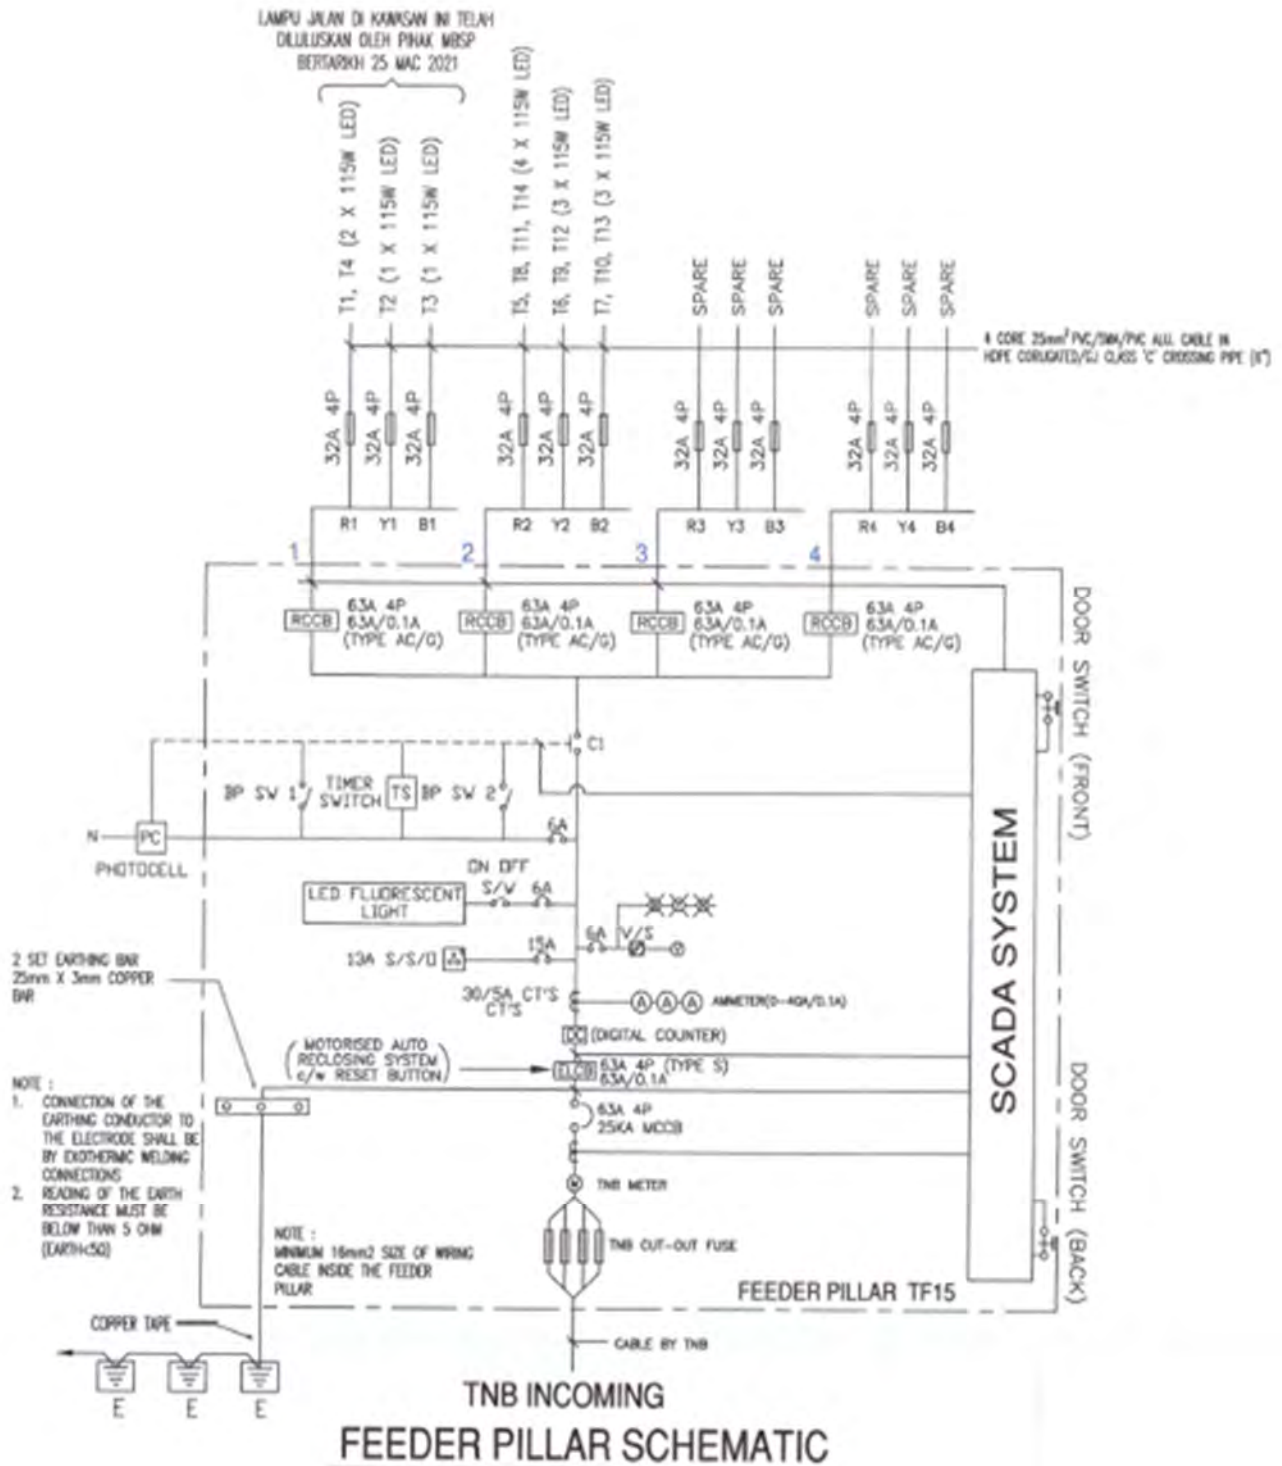 LAMPU JALAN DI KAWASAN INI TELAH
DILULUSKAN OLEH PIHAK MBSP
BERTARIKH 25 MAC 2021
T1, T4 (2 X 115W LED)
T2 (1 X 115W LED)
T3 (1 X 115W LED)
T5, T8, T11, T14 (4 X 115W LED)
T6, T9, T12 (3 X 115W LED)
T7, T10, T13 (3 X 115W LED)
SPARE
SPARE
SPARE
SPARE
SPARE
SPARE
4 CORE 25mm² PVC/SWA/PVC ALU. CABLE IN
HDPE CORUGATED/GJ CLASS 'C' CROSSING PIPE (6")
32A 4P
32A 4P
32A 4P
32A 4P
32A 4P
32A 4P
32A 4P
32A 4P
32A 4P
32A 4P
32A 4P
32A 4P
R1 Y1 B1
R2 Y2 B2
R3 Y3 B3
R4 Y4 B4
1
2
3
4
RCCB
63A 4P
63A/0.1A
(TYPE AC/G)
RCCB
63A 4P
63A/0.1A
(TYPE AC/G)
RCCB
63A 4P
63A/0.1A
(TYPE AC/G)
RCCB
63A 4P
63A/0.1A
(TYPE AC/G)
DOOR SWITCH (FRONT)
C1
BP SW 1
TIMER
SWITCH
TS
BP SW 2
6A
N
PC
PHOTOCELL
ON OFF
S/W 6A
LED FLUORESCENT
LIGHT
6A V/S
V
13A S/S/O
15A
SCADA SYSTEM
2 SET EARTHING BAR
25mm X 3mm COPPER
BAR
30/5A CT'S
CT'S
A A A
AMMETER(0-40A/0.1A)
DC (DIGITAL COUNTER)
MOTORISED AUTO
RECLOSING SYSTEM
c/w RESET BUTTON
ELCB
63A 4P (TYPE S)
63A/0.1A
63A 4P
25KA MCCB
NOTE :
1. CONNECTION OF THE
EARTHING CONDUCTOR TO
THE ELECTRODE SHALL BE
BY EXOTHERMIC WELDING
CONNECTIONS
2. READING OF THE EARTH
RESISTANCE MUST BE
BELOW THAN 5 OHM
(EARTH<5Ω)
DOOR SWITCH (BACK)
TNB METER
TNB CUT-OUT FUSE
NOTE :
MINIMUM 16mm2 SIZE OF WIRING
CABLE INSIDE THE FEEDER
PILLAR
FEEDER PILLAR TF15
COPPER TAPE
CABLE BY TNB
E E E
TNB INCOMING
FEEDER PILLAR SCHEMATIC